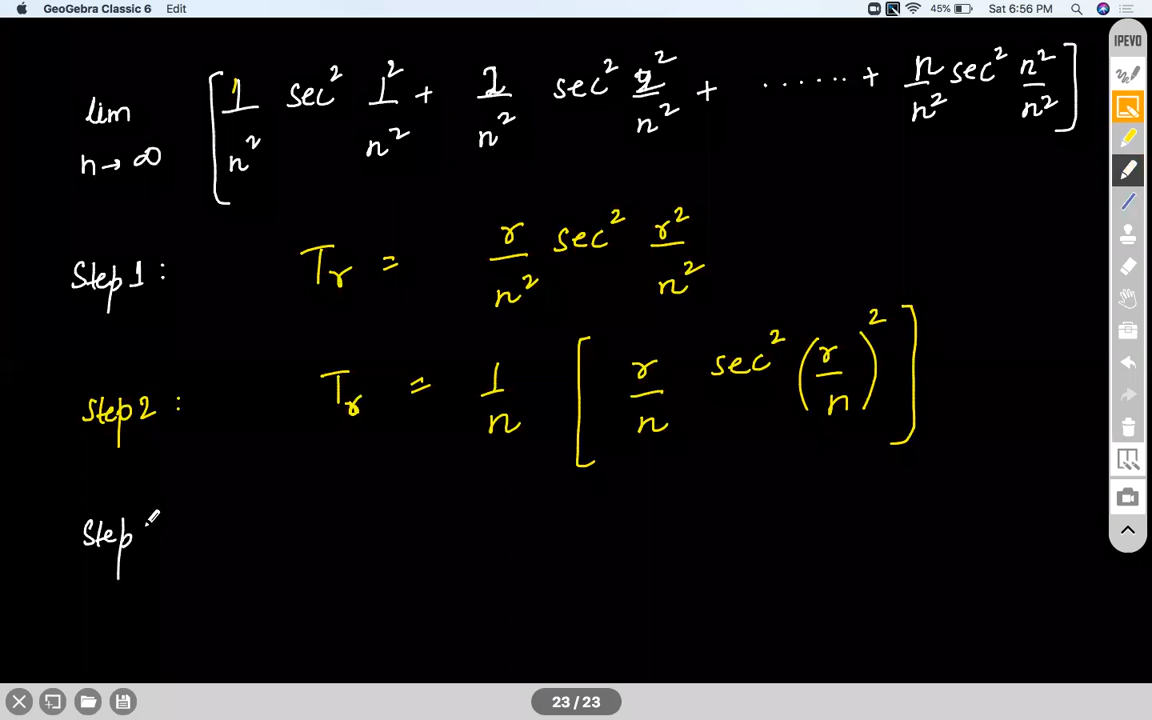 GeoGebra Classic 6 Edit 45% Sat 6:56 PM
IPEVO
lim n→∞ [ 1/n² sec² 1²/n² + 2/n² sec² 2²/n² + ...... + n/n² sec² n²/n² ]
Step 1 : Tr = r/n² sec² r²/n²
Step 2 : Tr = 1/n [ r/n sec² (r/n)² ]
Step
23 / 23